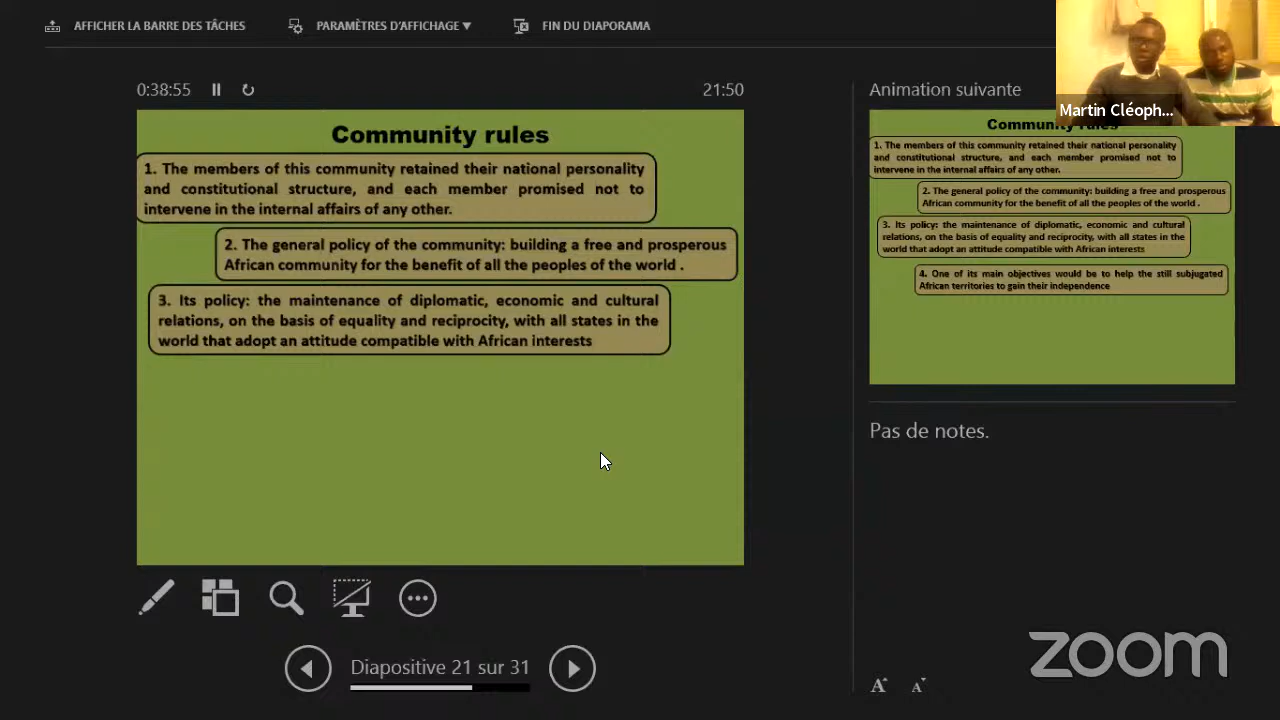 AFFICHER LA BARRE DES TÂCHES
PARAMÈTRES D'AFFICHAGE
FIN DU DIAPORAMA
0:38:55
21:50
Community rules
1. The members of this community retained their national personality
and constitutional structure, and each member promised not to
intervene in the internal affairs of any other.
2. The general policy of the community: building a free and prosperous
African community for the benefit of all the peoples of the world .
3. Its policy: the maintenance of diplomatic, economic and cultural
relations, on the basis of equality and reciprocity, with all states in the
world that adopt an attitude compatible with African interests
Diapositive 21 sur 31
Animation suivante
Martin Cléoph...
Community rules
1. The members of this community retained their national personality
and constitutional structure, and each member promised not to
intervene in the internal affairs of any other.
2. The general policy of the community: building a free and prosperous
African community for the benefit of all the peoples of the world .
3. Its policy: the maintenance of diplomatic, economic and cultural
relations, on the basis of equality and reciprocity, with all states in the
world that adopt an attitude compatible with African interests
4. One of its main objectives would be to help the still subjugated
African territories to gain their independence
Pas de notes.
A A
zoom